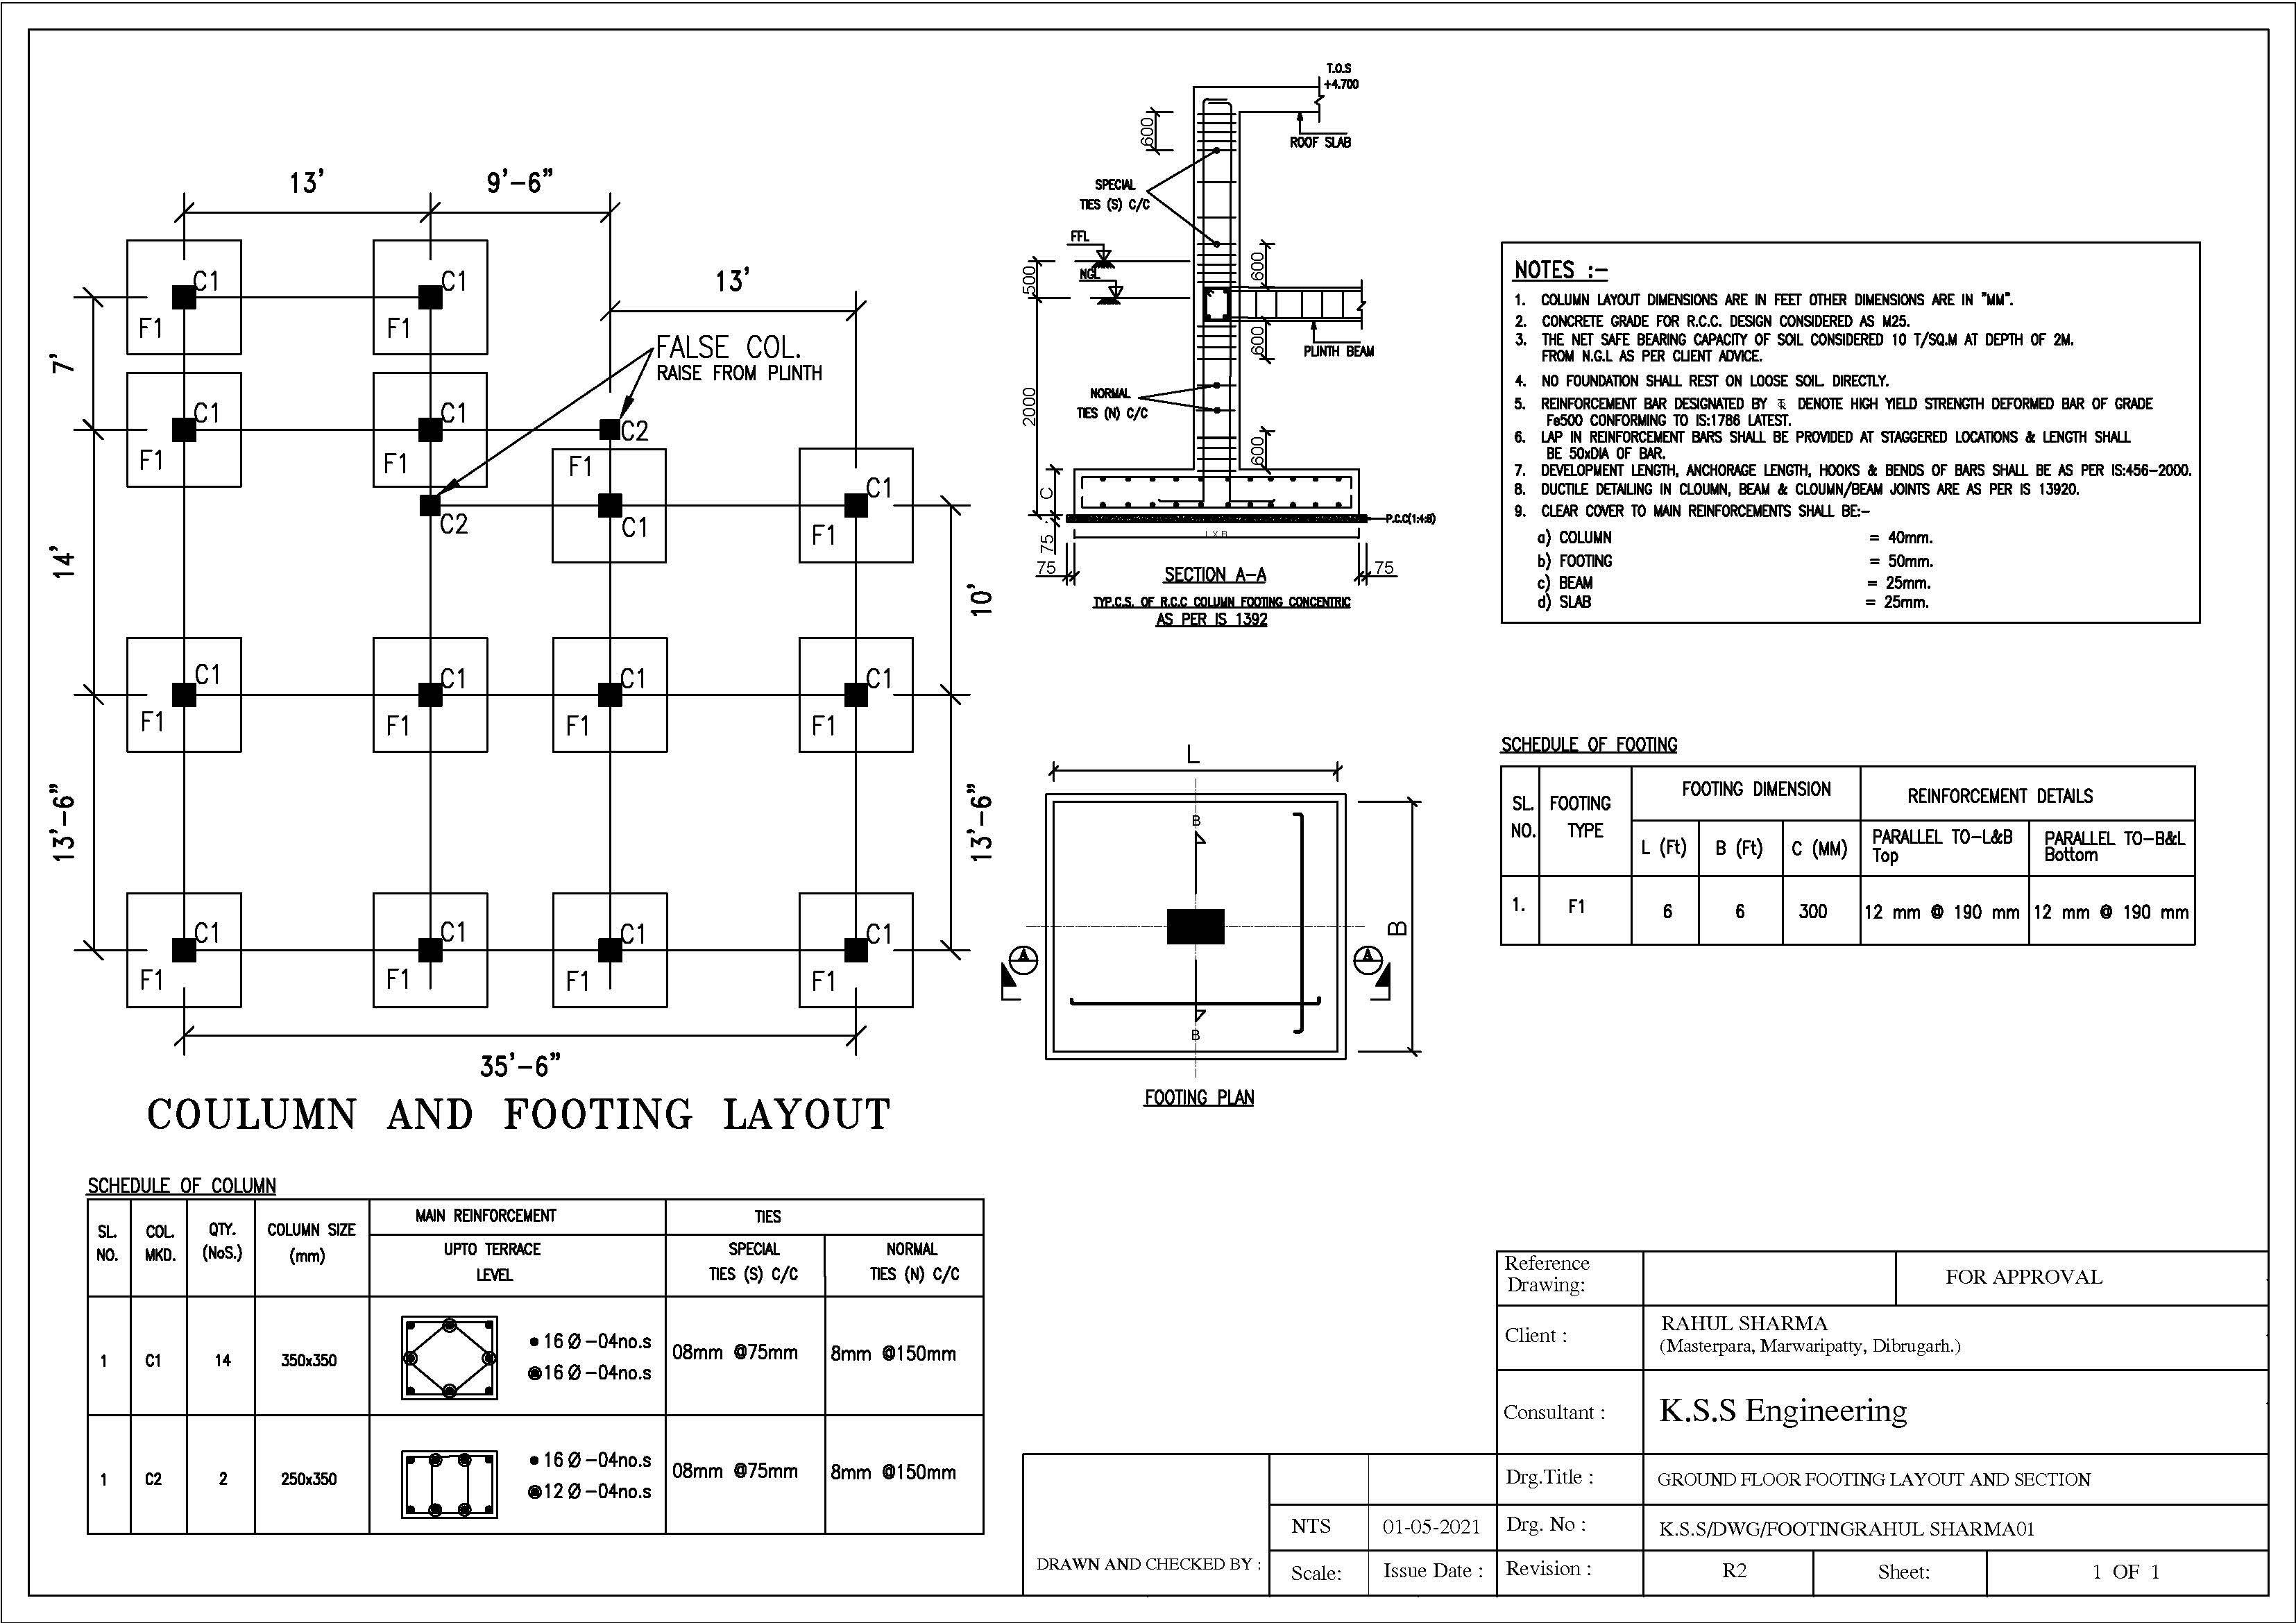 13'
9'-6"
13'
7'
14'
13'-6"
10'
13'-6"
35'-6"
C1
F1
C1
F1
C1
F1
C1
F1
FALSE COL.
RAISE FROM PLINTH
C2
C2
F1
C1
C1
F1
C1
F1
C1
F1
C1
F1
C1
F1
C1
F1
C1
F1
C1
F1
C1
F1
COULUMN AND FOOTING LAYOUT
T.O.S
+4.700
600
ROOF SLAB
SPECIAL
TIES (S) C/C
FFL
NGL
500
600
600
PLINTH BEAM
NORMAL
TIES (N) C/C
2000
600
C
P.C.C(1:4:8)
L X B
75
75
75
SECTION A-A
TYP.C.S. OF R.C.C COLUMN FOOTING CONCENTRIC
AS PER IS 1392
L
B
B
A
A
B
FOOTING PLAN
NOTES :-
1. COLUMN LAYOUT DIMENSIONS ARE IN FEET OTHER DIMENSIONS ARE IN "MM".
2. CONCRETE GRADE FOR R.C.C. DESIGN CONSIDERED AS M25.
3. THE NET SAFE BEARING CAPACITY OF SOIL CONSIDERED 10 T/SQ.M AT DEPTH OF 2M.
FROM N.G.L AS PER CLIENT ADVICE.
4. NO FOUNDATION SHALL REST ON LOOSE SOIL DIRECTLY.
5. REINFORCEMENT BAR DESIGNATED BY DENOTE HIGH YIELD STRENGTH DEFORMED BAR OF GRADE
Fe500 CONFORMING TO IS:1786 LATEST.
6. LAP IN REINFORCEMENT BARS SHALL BE PROVIDED AT STAGGERED LOCATIONS & LENGTH SHALL
BE 50xDIA OF BAR.
7. DEVELOPMENT LENGTH, ANCHORAGE LENGTH, HOOKS & BENDS OF BARS SHALL BE AS PER IS:456-2000.
8. DUCTILE DETAILING IN CLOUMN, BEAM & CLOUMN/BEAM JOINTS ARE AS PER IS 13920.
9. CLEAR COVER TO MAIN REINFORCEMENTS SHALL BE:-
a) COLUMN = 40mm.
b) FOOTING = 50mm.
c) BEAM = 25mm.
d) SLAB = 25mm.
SCHEDULE OF FOOTING
SL. NO. FOOTING TYPE FOOTING DIMENSION REINFORCEMENT DETAILS
L (Ft) B (Ft) C (MM) PARALLEL TO-L&B Top PARALLEL TO-B&L Bottom
1. F1 6 6 300 12 mm @ 190 mm 12 mm @ 190 mm
SCHEDULE OF COLUMN
SL. NO. COL. MKD. QTY. (NoS.) COLUMN SIZE (mm) MAIN REINFORCEMENT TIES
UPTO TERRACE LEVEL SPECIAL TIES (S) C/C NORMAL TIES (N) C/C
1 C1 14 350x350 16 Ø -04no.s 16 Ø -04no.s 08mm @75mm 8mm @150mm
1 C2 2 250x350 16 Ø -04no.s 12 Ø -04no.s 08mm @75mm 8mm @150mm
Reference Drawing: FOR APPROVAL
Client : RAHUL SHARMA
(Masterpara, Marwaripatty, Dibrugarh.)
Consultant : K.S.S Engineering
Drg.Title : GROUND FLOOR FOOTING LAYOUT AND SECTION
Drg. No : K.S.S/DWG/FOOTINGRAHUL SHARMA01
Revision : R2 Sheet: 1 OF 1
NTS 01-05-2021
DRAWN AND CHECKED BY : Scale: Issue Date :